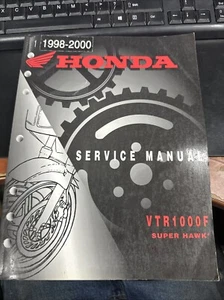 1998-2000
HONDA
SERVICE MANUAL
VTR1000F
SUPER HAWK